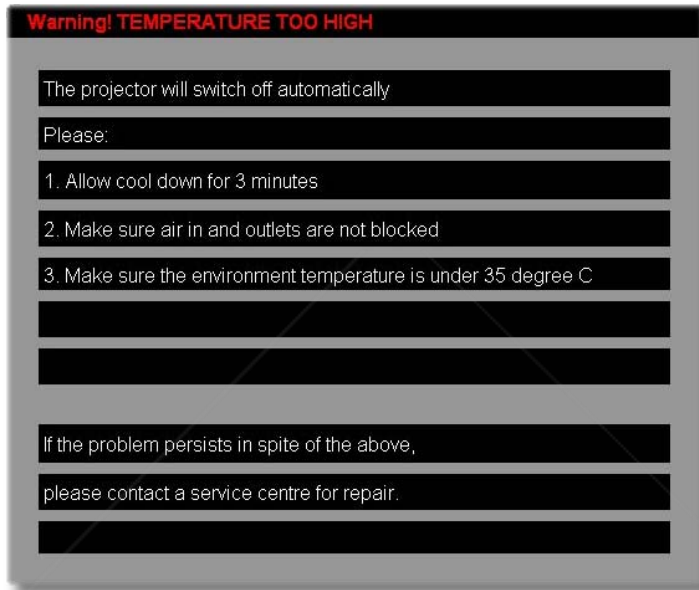 Warning! TEMPERATURE TOO HIGH
The projector will switch off automatically
Please:
1. Allow cool down for 3 minutes
2. Make sure air in and outlets are not blocked
3. Make sure the environment temperature is under 35 degree C
If the problem persists in spite of the above,
please contact a service centre for repair.